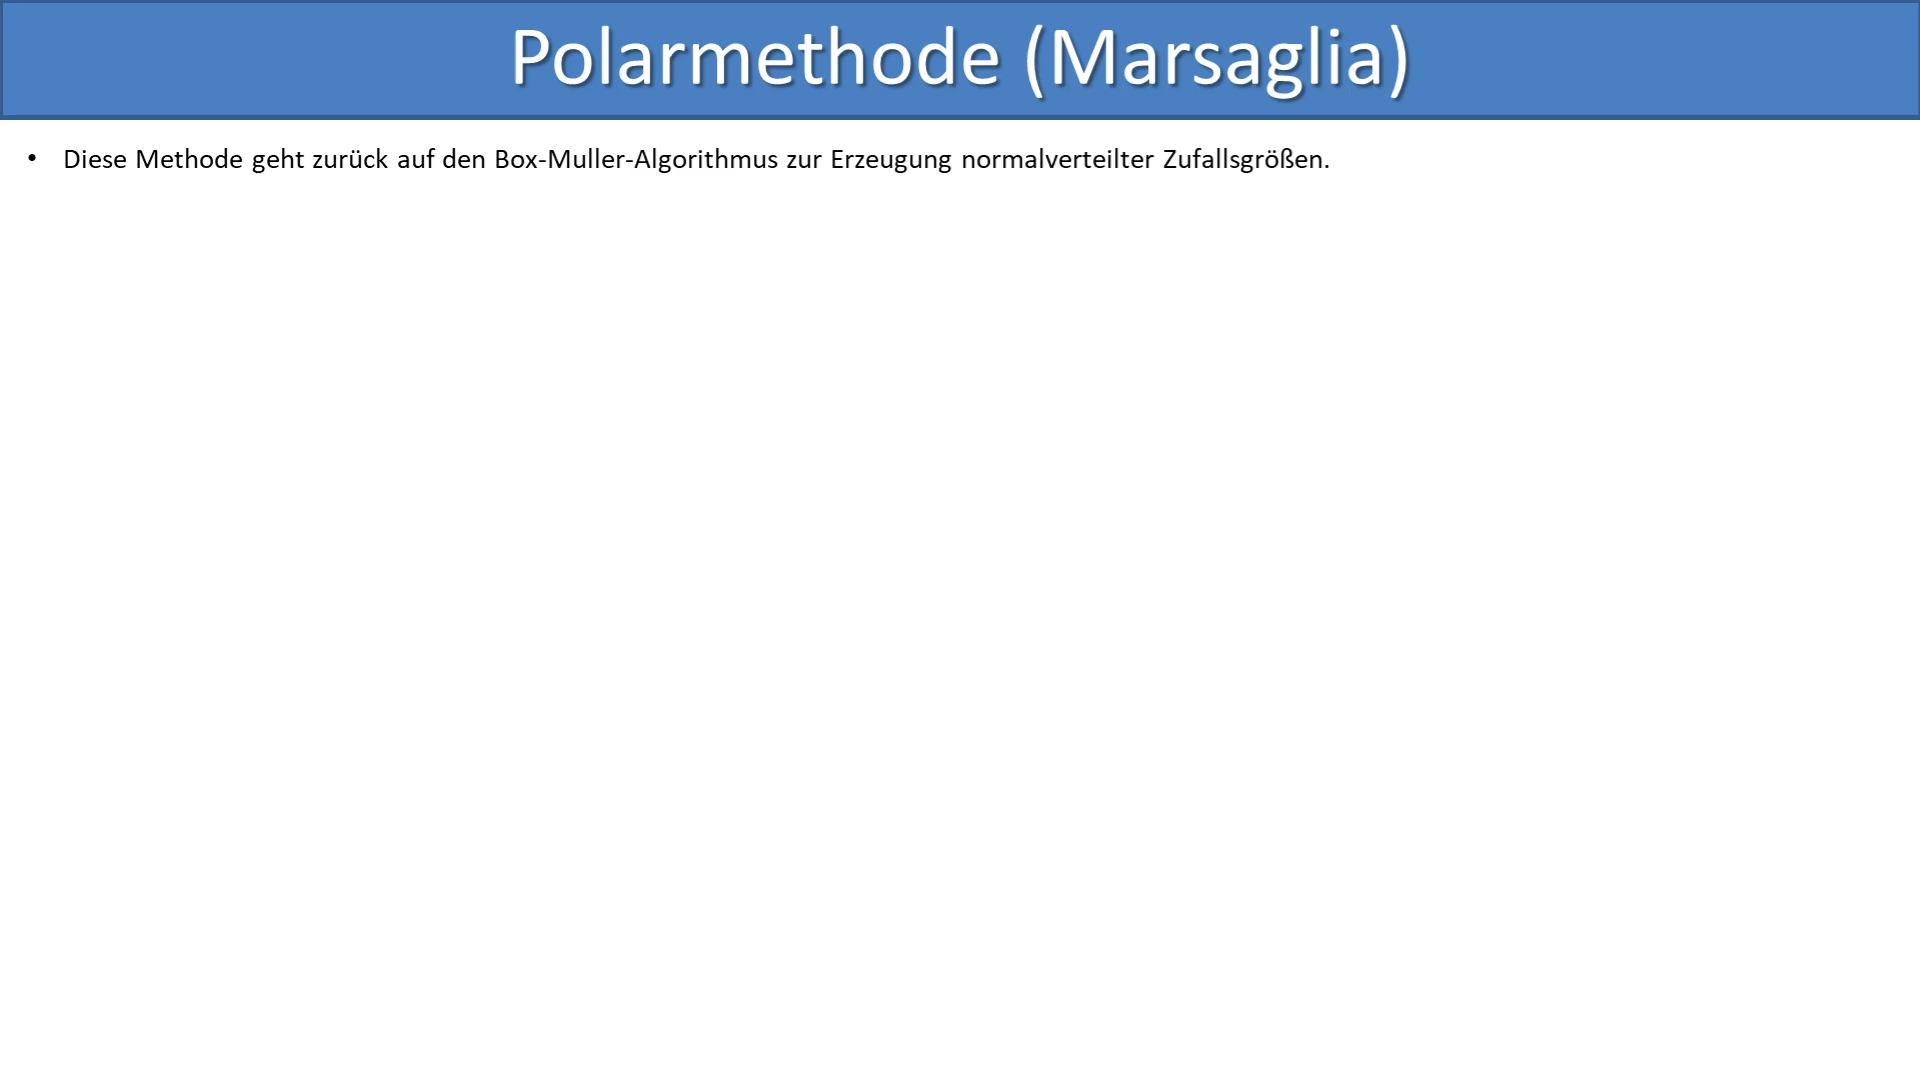 Polarmethode (Marsaglia)
• Diese Methode geht zurück auf den Box-Muller-Algorithmus zur Erzeugung normalverteilter Zufallsgrößen.